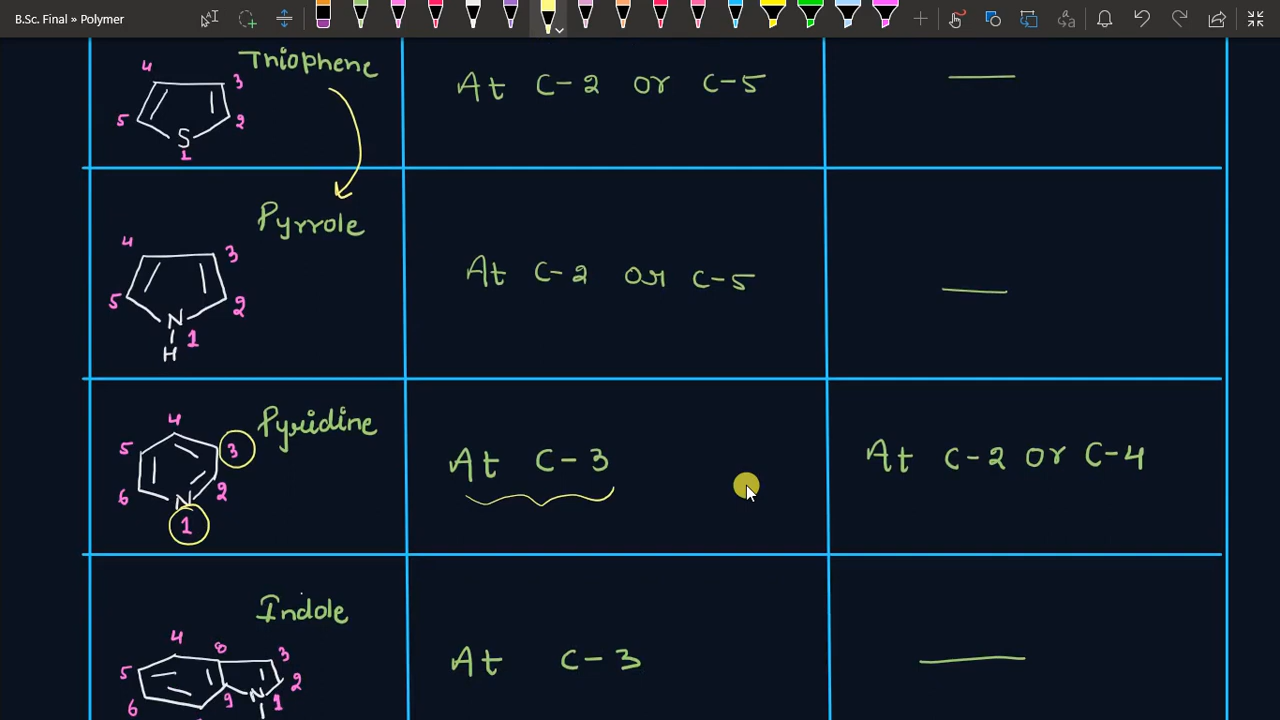 B.Sc. Final » Polymer
Thiophene
4
3
5
2
S
1
At C-2 or C-5
Pyrrole
4
3
5
2
N
1
H
At C-2 or C-5
Pyridine
4
5
3
6
2
N
1
At C-3
At C-2 or C-4
Indole
4
8
3
5
2
6
9
N
1
At C-3